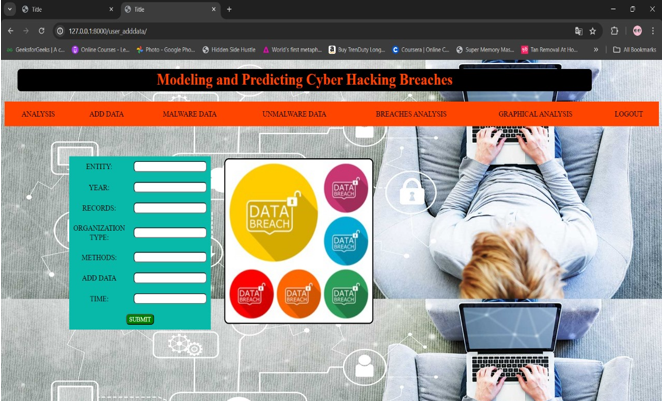 Title
Title
127.0.0.1:8000/user_adddata/
GeeksforGeeks | A c...
Online Courses - Le...
Photo - Google Pho...
Hidden Side Hustle
World's first metaph...
Buy TrenDuty Long...
Coursera | Online C...
Super Memory Mas...
Tan Removal At Ho...
All Bookmarks
Modeling and Predicting Cyber Hacking Breaches
ANALYSIS ADD DATA MALWARE DATA UNMALWARE DATA BREACHES ANALYSIS GRAPHICAL ANALYSIS LOGOUT
ENTITY:
YEAR:
RECORDS:
ORGANIZATION
TYPE:
METHODS:
ADD DATA
TIME:
SUBMIT
DATA
BREACH
DATA
BREACH
DATA
BREACH
DATA
BREACH
DATA
BREACH
DATA
BREACH